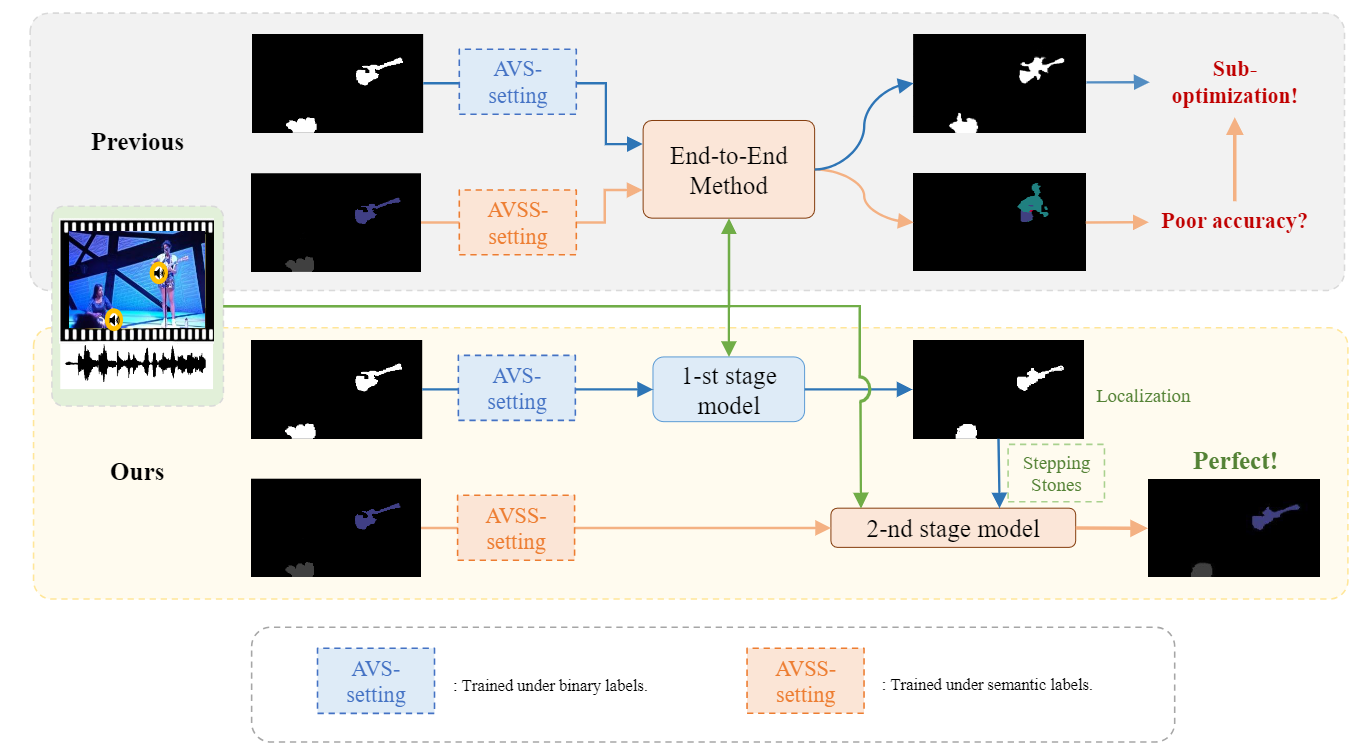 Previous
AVS-
setting
AVSS-
setting
End-to-End
Method
Sub-
optimization!
Poor accuracy?
Ours
AVS-
setting
1-st stage
model
Localization
Stepping
Stones
Perfect!
AVSS-
setting
2-nd stage model
AVS-
setting
: Trained under binary labels.
AVSS-
setting
: Trained under semantic labels.